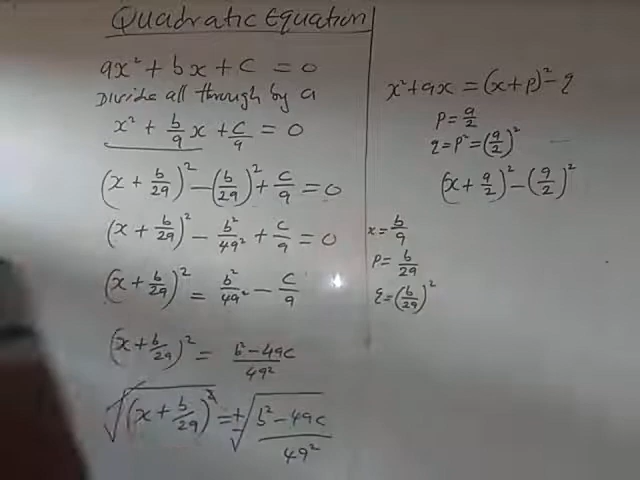 Quadratic Equation
ax² + bx + c = 0
Divide all through by a
x² + b/a x + c/a = 0
(x + b/2a)² - (b/2a)² + c/a = 0
(x + b/2a)² - b²/4a² + c/a = 0
(x + b/2a)² = b²/4a² - c/a
(x + b/2a)² = b² - 4ac/4a²
√(x + b/2a)² = ±√b² - 4ac/4a²
x² + ax = (x + p)² - q
p = a/2
q = p² = (a/2)²
(x + a/2)² - (a/2)²
x = b/a
p = b/2a
q = (b/2a)²